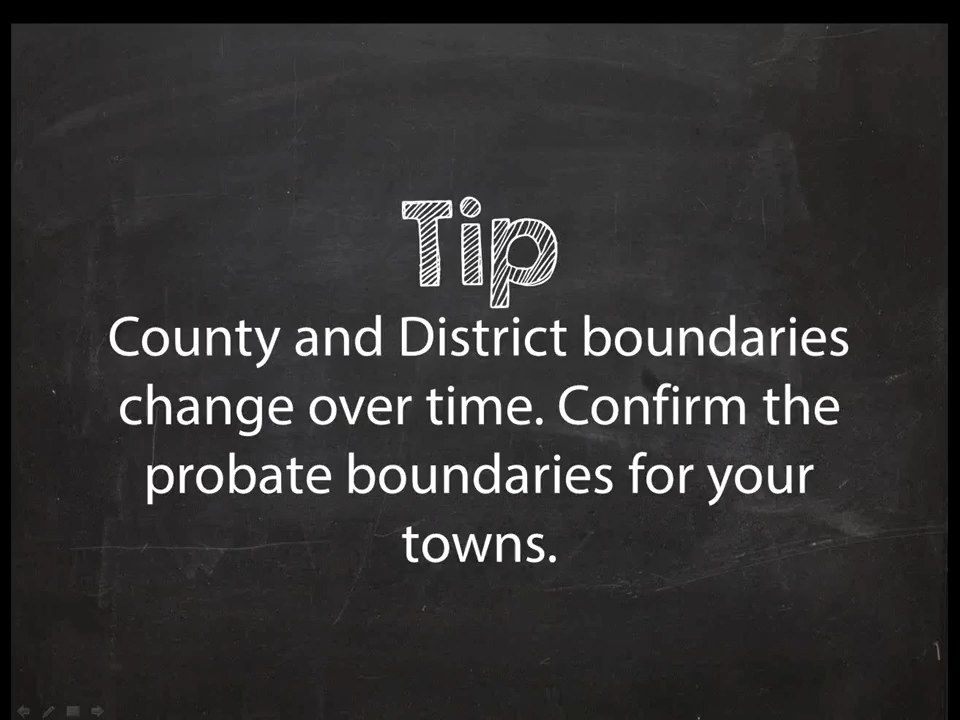 Tip
County and District boundaries
change over time. Confirm the
probate boundaries for your
towns.